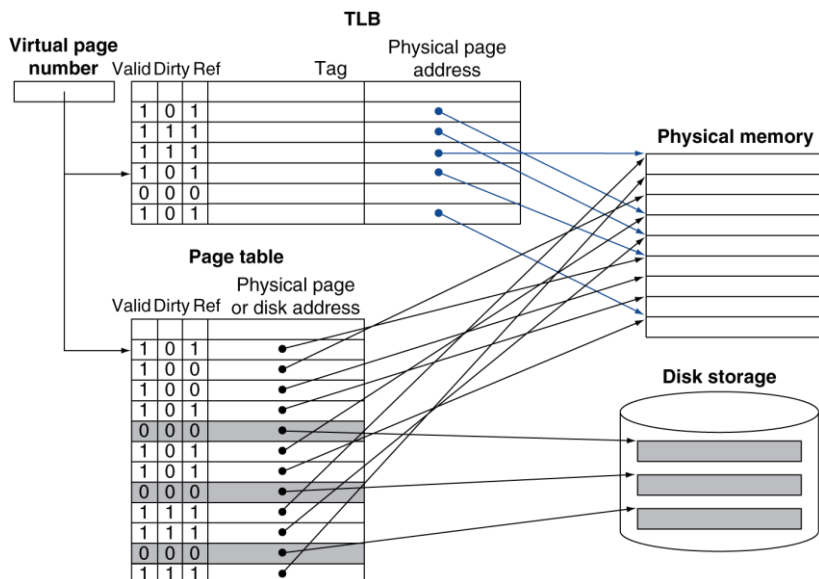 TLB
Virtual page
number
Valid Dirty Ref
Tag
Physical page
address
1 0 1
1 1 1
1 1 1
1 0 1
0 0 0
1 0 1
Physical memory
Page table
Valid Dirty Ref
Physical page
or disk address
1 0 1
1 0 0
1 0 0
1 0 1
0 0 0
1 0 1
1 0 1
0 0 0
1 1 1
1 1 1
0 0 0
1 1 1
Disk storage